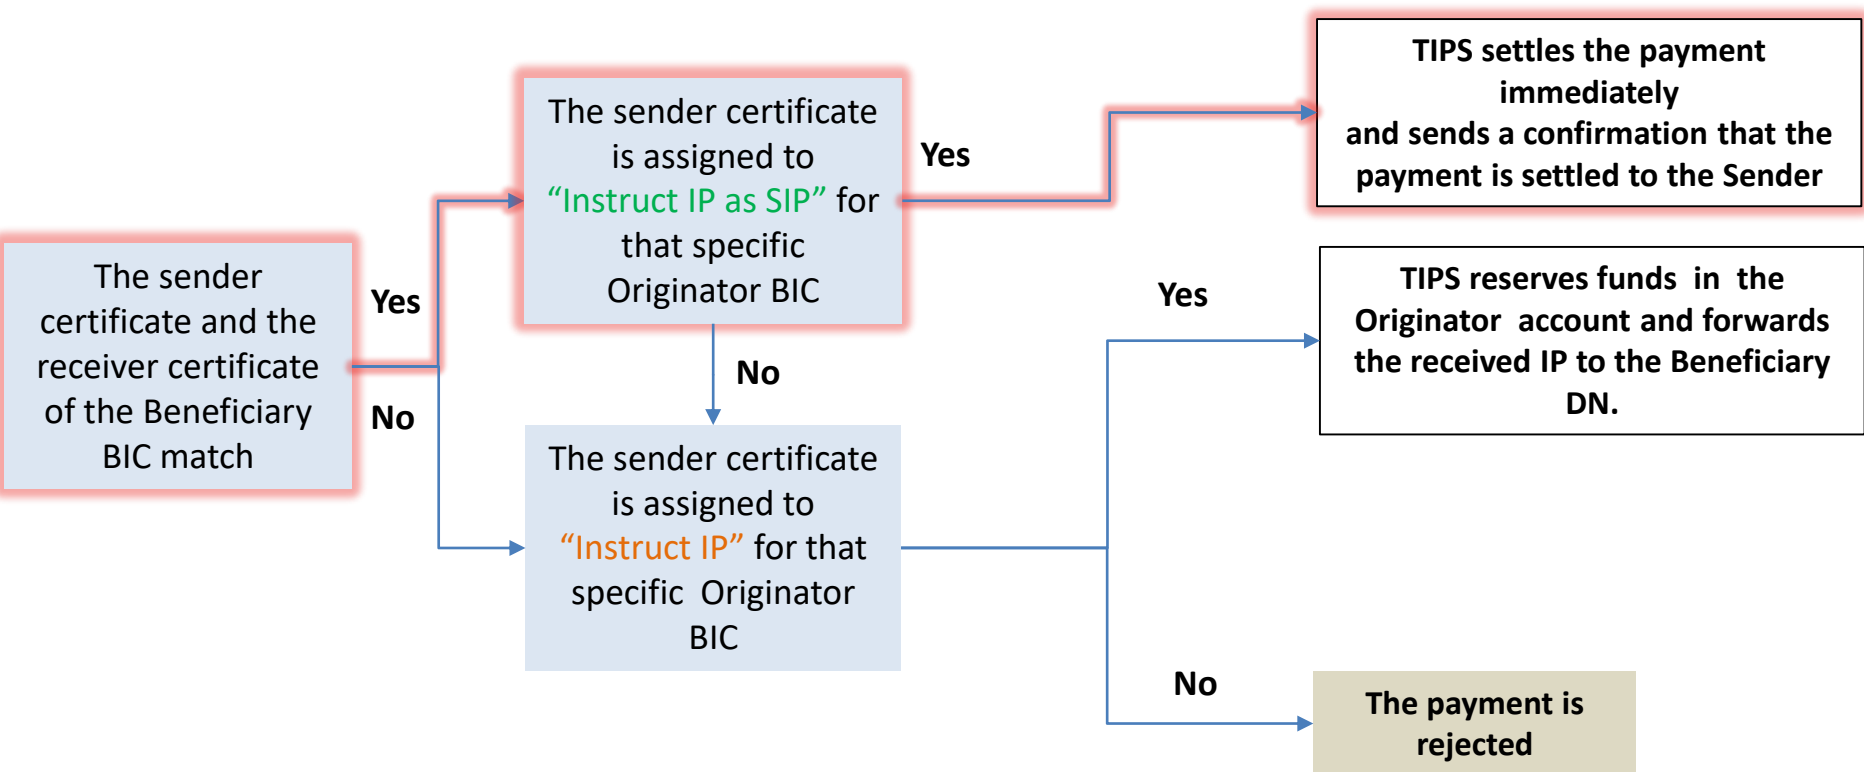 The sender
certificate and the
receiver certificate
of the Beneficiary
BIC match
Yes
No
The sender certificate
is assigned to
“Instruct IP as SIP” for
that specific
Originator BIC
Yes
No
The sender certificate
is assigned to
“Instruct IP” for that
specific Originator
BIC
TIPS settles the payment
immediately
and sends a confirmation that the
payment is settled to the Sender
Yes
TIPS reserves funds in the
Originator account and forwards
the received IP to the Beneficiary
DN.
No
The payment is
rejected